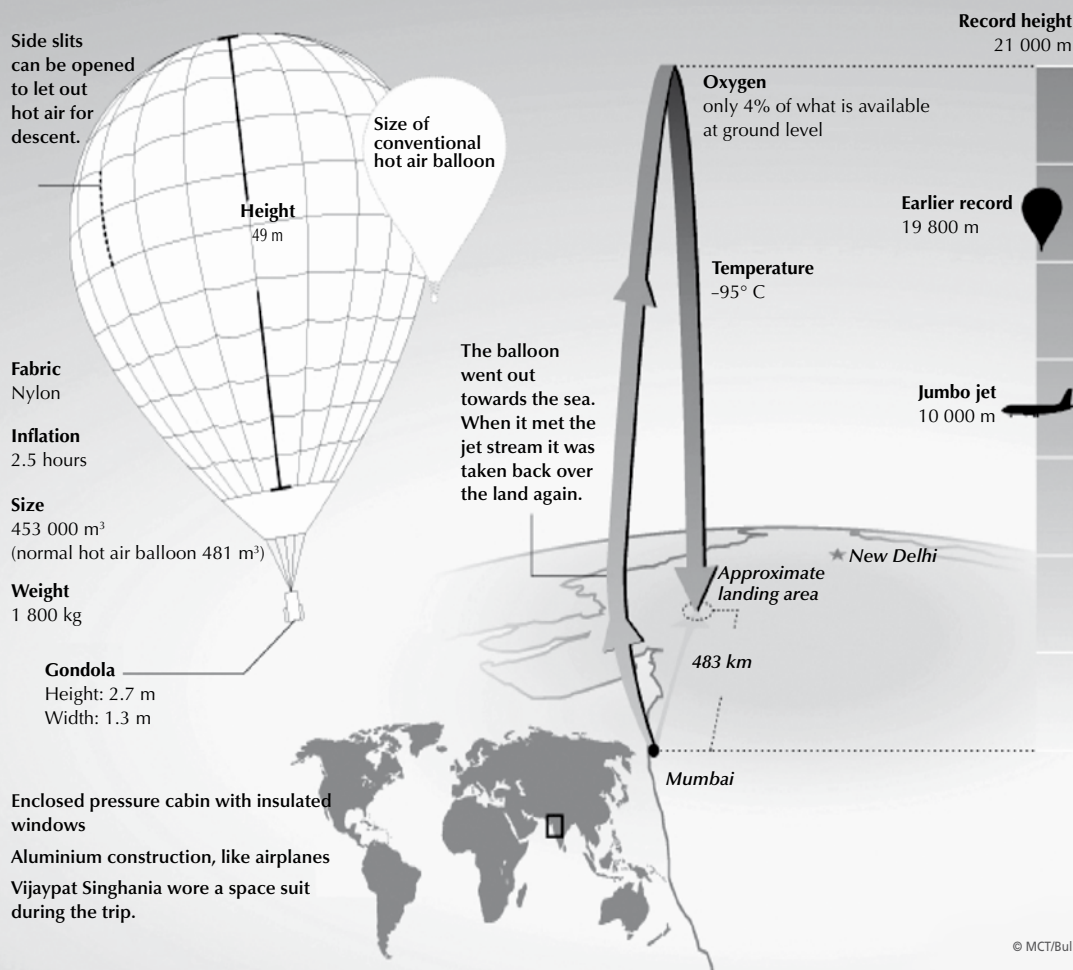 Record height
21 000 m
Side slits
can be opened
to let out
hot air for
descent.
Size of
conventional
hot air balloon
Oxygen
only 4% of what is available
at ground level
Height
49 m
Earlier record
19 800 m
Temperature
–95° C
The balloon
went out
towards the sea.
When it met the
jet stream it was
taken back over
the land again.
Jumbo jet
10 000 m
Fabric
Nylon
Inflation
2.5 hours
Size
453 000 m³
(normal hot air balloon 481 m³)
Weight
1 800 kg
New Delhi
Approximate
landing area
483 km
Gondola
Height: 2.7 m
Width: 1.3 m
Mumbai
Enclosed pressure cabin with insulated
windows
Aluminium construction, like airplanes
Vijaypat Singhania wore a space suit
during the trip.
© MCT/Bul